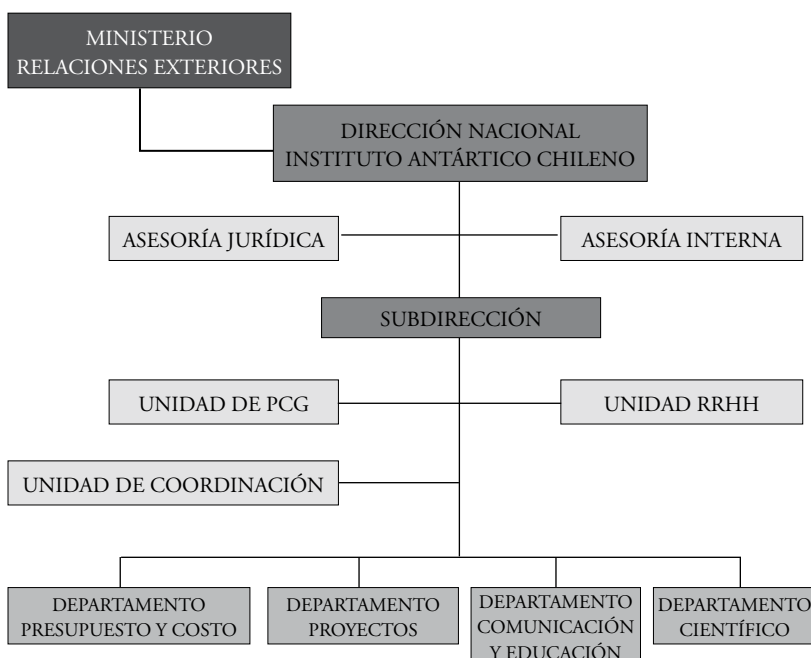 MINISTERIO
RELACIONES EXTERIORES
DIRECCIÓN NACIONAL
INSTITUTO ANTÁRTICO CHILENO
ASESORÍA JURÍDICA
ASESORÍA INTERNA
SUBDIRECCIÓN
UNIDAD DE PCG
UNIDAD RRHH
UNIDAD DE COORDINACIÓN
DEPARTAMENTO
PRESUPUESTO Y COSTO
DEPARTAMENTO
PROYECTOS
DEPARTAMENTO
COMUNICACIÓN
Y EDUCACIÓN
DEPARTAMENTO
CIENTÍFICO